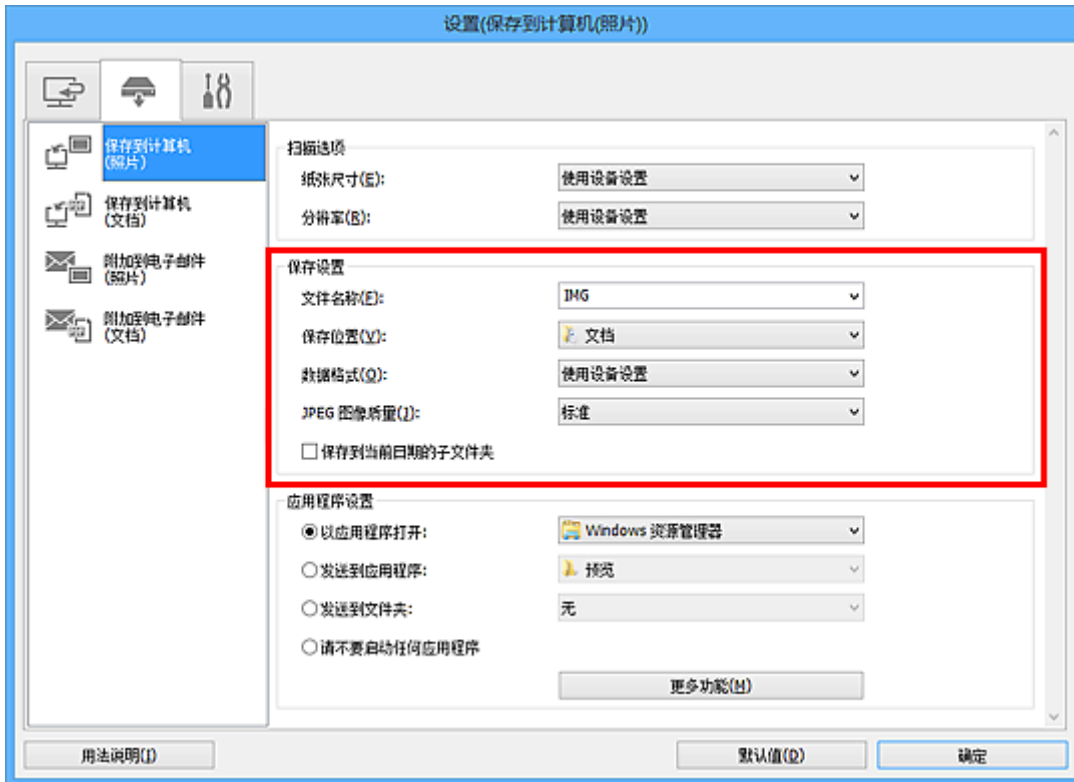 设置(保存到计算机(照片))
保存到计算机
(照片)
保存到计算机
(文档)
附加到电子邮件
(照片)
附加到电子邮件
(文档)
扫描选项
纸张尺寸(E): 使用设备设置
分辨率(R): 使用设备设置
保存设置
文件名称(F): IMG
保存位置(V): 文档
数据格式(O): 使用设备设置
JPEG 图像质量(J): 标准
保存到当前日期的子文件夹
应用程序设置
以应用程序打开: Windows 资源管理器
发送到应用程序: 预览
发送到文件夹: 无
请不要启动任何应用程序
更多功能(M)
用法说明(I) 默认值(D) 确定